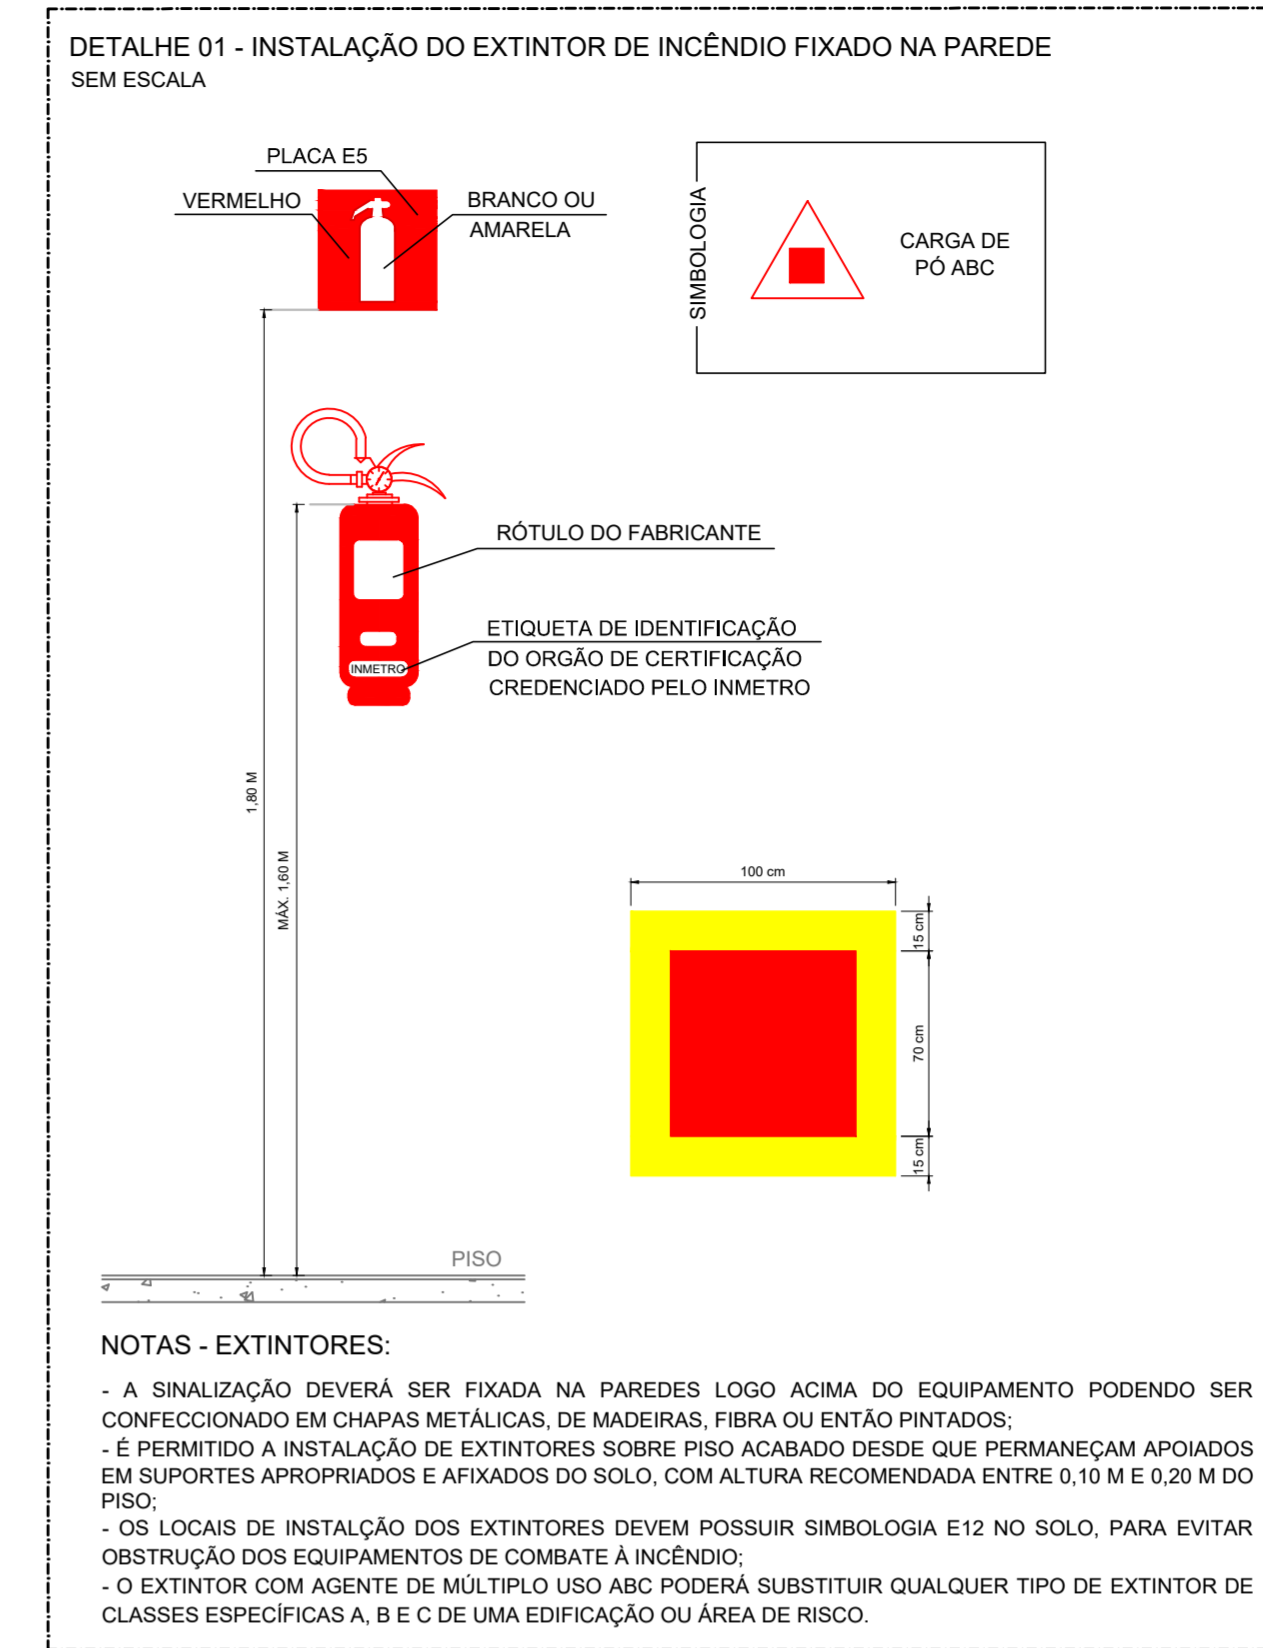 DETALHE 01 - INSTALAÇÃO DO EXTINTOR DE INCÊNDIO FIXADO NA PAREDE
SEM ESCALA
PLACA E5
VERMELHO
BRANCO OU
AMARELA
SIMBOLOGIA
CARGA DE
PÓ ABC
RÓTULO DO FABRICANTE
ETIQUETA DE IDENTIFICAÇÃO
DO ORGÃO DE CERTIFICAÇÃO
CREDENCIADO PELO INMETRO
INMETRO
1,80 M
MÁX. 1,60 M
100 cm
15 cm
70 cm
15 cm
PISO
NOTAS - EXTINTORES:
- A SINALIZAÇÃO DEVERÁ SER FIXADA NA PAREDES LOGO ACIMA DO EQUIPAMENTO PODENDO SER
CONFECCIONADO EM CHAPAS METÁLICAS, DE MADEIRAS, FIBRA OU ENTÃO PINTADOS;
- É PERMITIDO A INSTALAÇÃO DE EXTINTORES SOBRE PISO ACABADO DESDE QUE PERMANEÇAM APOIADOS
EM SUPORTES APROPRIADOS E AFIXADOS DO SOLO, COM ALTURA RECOMENDADA ENTRE 0,10 M E 0,20 M DO
PISO;
- OS LOCAIS DE INSTALÇÃO DOS EXTINTORES DEVEM POSSUIR SIMBOLOGIA E12 NO SOLO, PARA EVITAR
OBSTRUÇÃO DOS EQUIPAMENTOS DE COMBATE À INCÊNDIO;
- O EXTINTOR COM AGENTE DE MÚLTIPLO USO ABC PODERÁ SUBSTITUIR QUALQUER TIPO DE EXTINTOR DE
CLASSES ESPECÍFICAS A, B E C DE UMA EDIFICAÇÃO OU ÁREA DE RISCO.